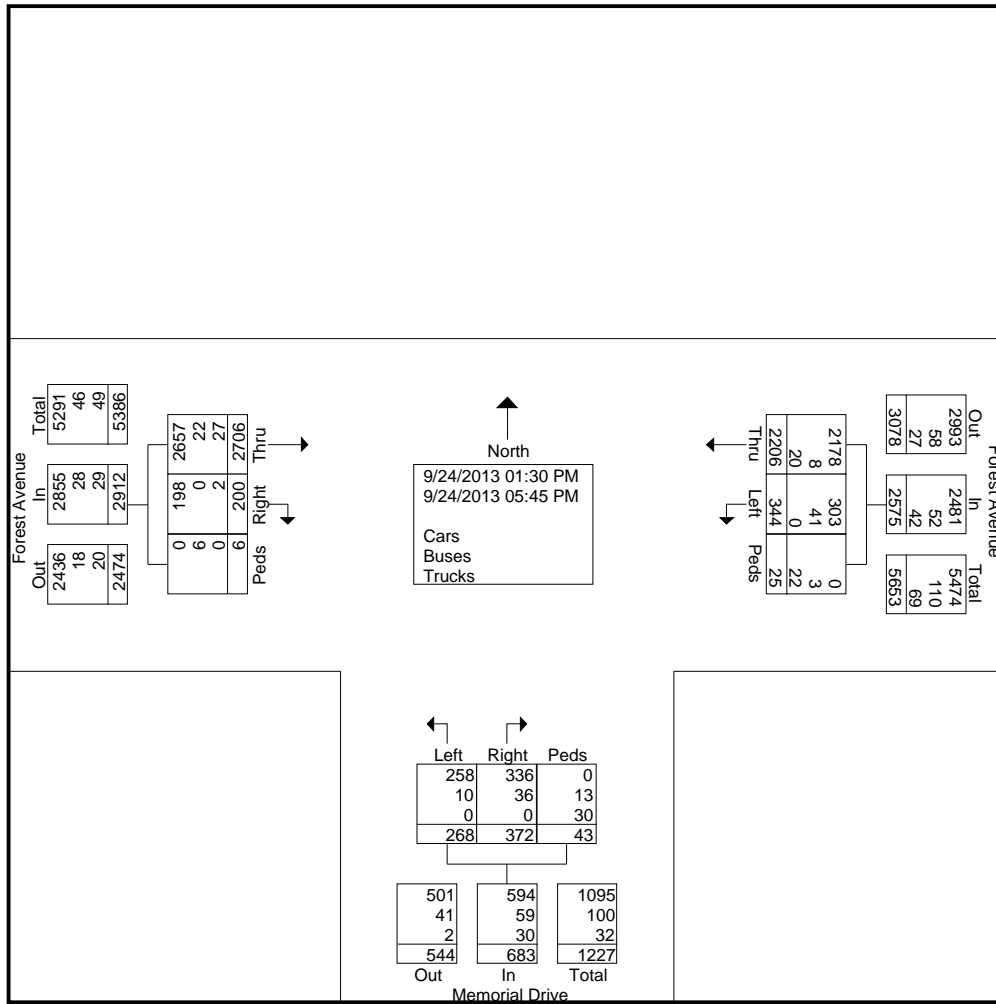 North
9/24/2013 01:30 PM
9/24/2013 05:45 PM
Cars
Buses
Trucks
Forest Avenue
Out In Total
2436 2855 5291
18 28 46
20 29 49
2474 2912 5386
0 198 2657
6 0 22
0 2 27
6 200 2706
Peds Right Thru
Forest Avenue
Out In Total
2993 2481 5474
58 52 110
27 42 69
3078 2575 5653
2178 303 0
8 41 3
20 0 22
2206 344 25
Thru Left Peds
Left Right Peds
258 336 0
10 36 13
0 0 30
268 372 43
501 594 1095
41 59 100
2 30 32
544 683 1227
Out In Total
Memorial Drive